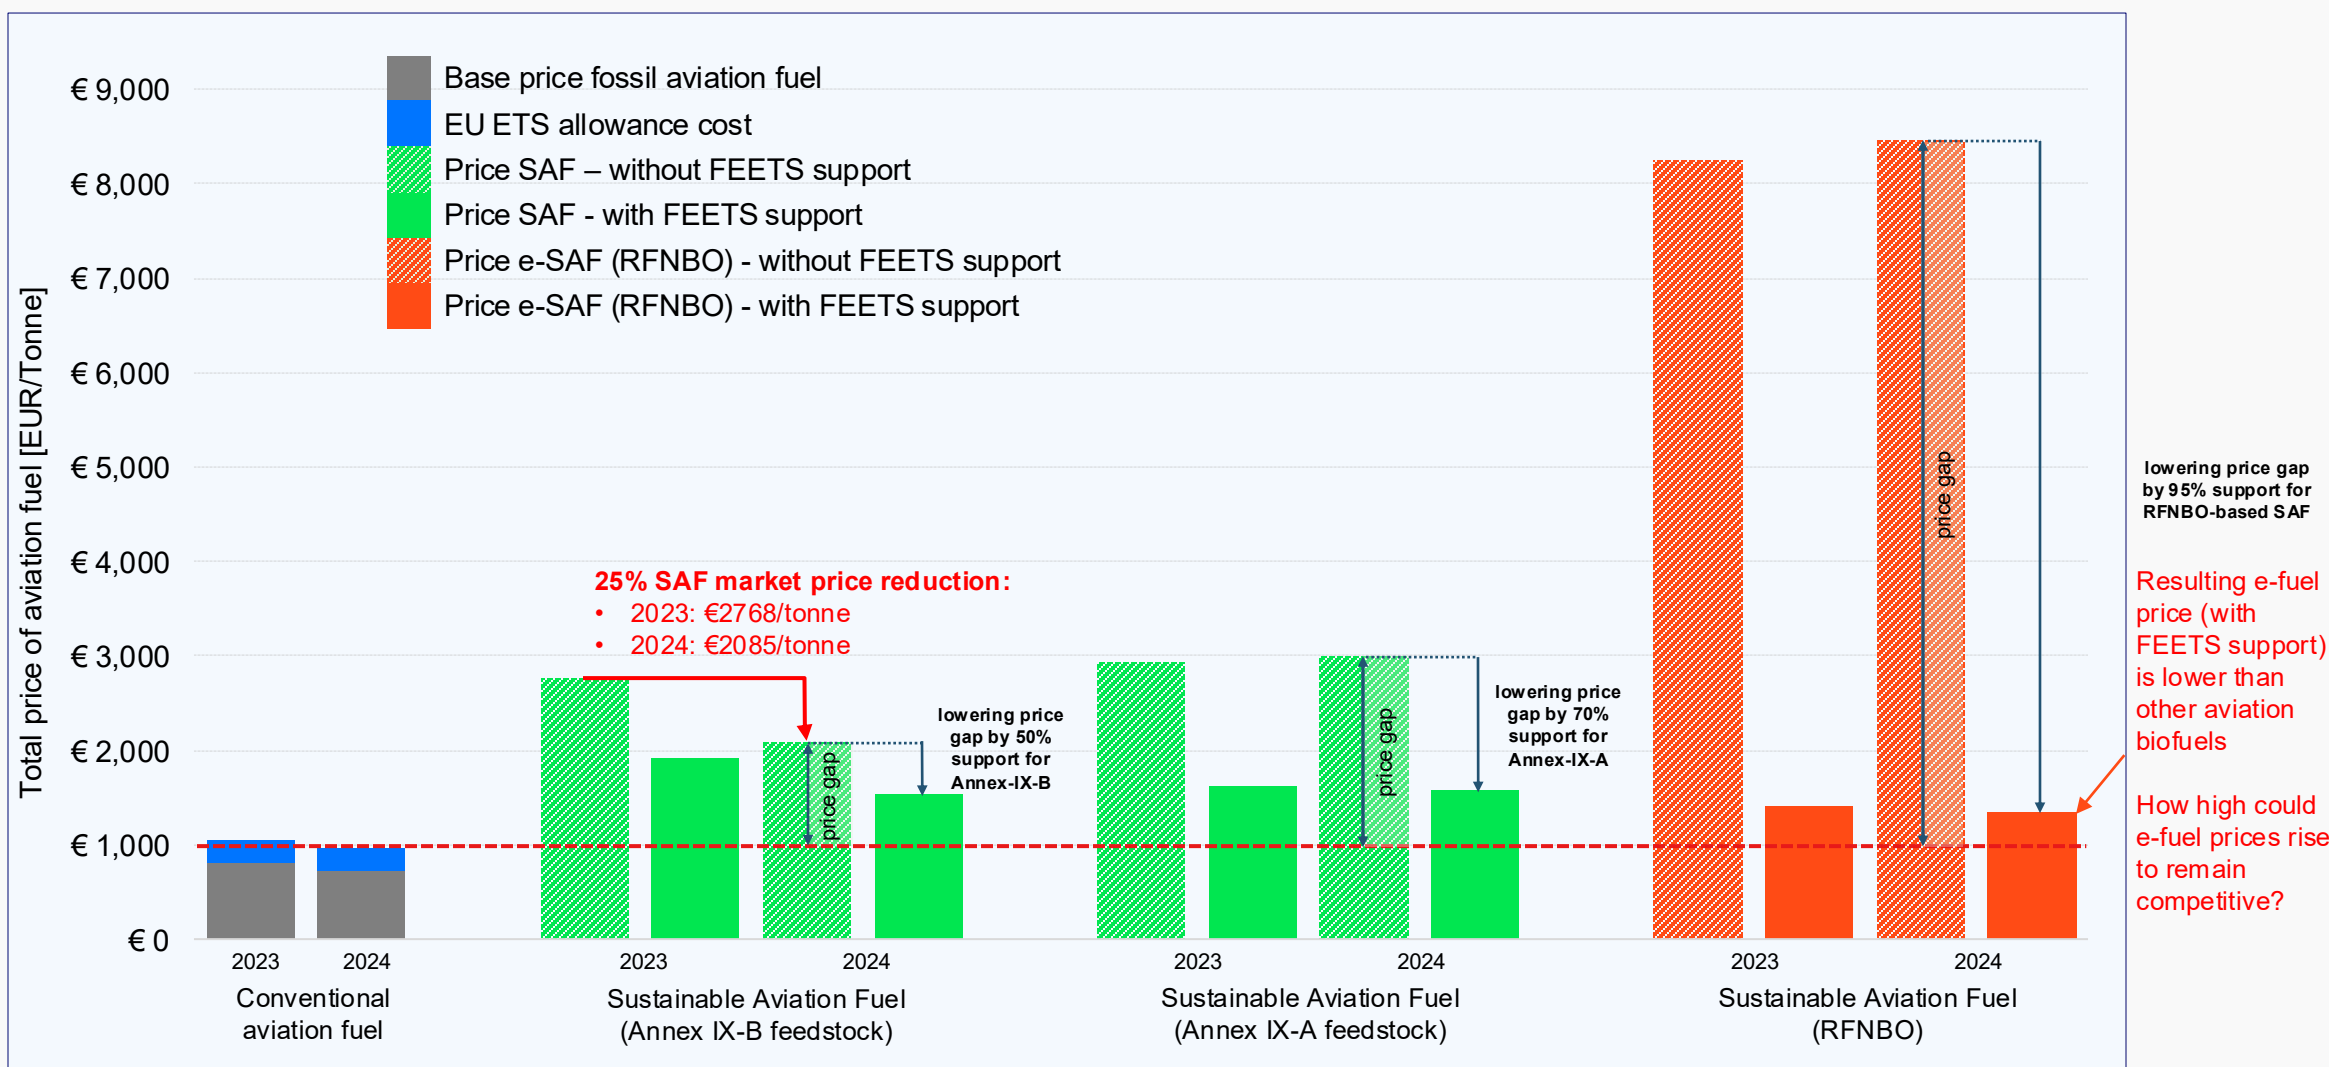 Total price of aviation fuel [EUR/Tonne]
€ 9,000
€ 8,000
€ 7,000
€ 6,000
€ 5,000
€ 4,000
€ 3,000
€ 2,000
€ 1,000
€ 0
Base price fossil aviation fuel
EU ETS allowance cost
Price SAF – without FEETS support
Price SAF - with FEETS support
Price e-SAF (RFNBO) - without FEETS support
Price e-SAF (RFNBO) - with FEETS support
25% SAF market price reduction:
• 2023: €2768/tonne
• 2024: €2085/tonne
price gap
lowering price
gap by 50%
support for
Annex-IX-B
price gap
lowering price
gap by 70%
support for
Annex-IX-A
price gap
lowering price gap
by 95% support for
RFNBO-based SAF
Resulting e-fuel
price (with
FEETS support)
is lower than
other aviation
biofuels
How high could
e-fuel prices rise
to remain
competitive?
2023
2024
Conventional
aviation fuel
2023
2024
Sustainable Aviation Fuel
(Annex IX-B feedstock)
2023
2024
Sustainable Aviation Fuel
(Annex IX-A feedstock)
2023
2024
Sustainable Aviation Fuel
(RFNBO)